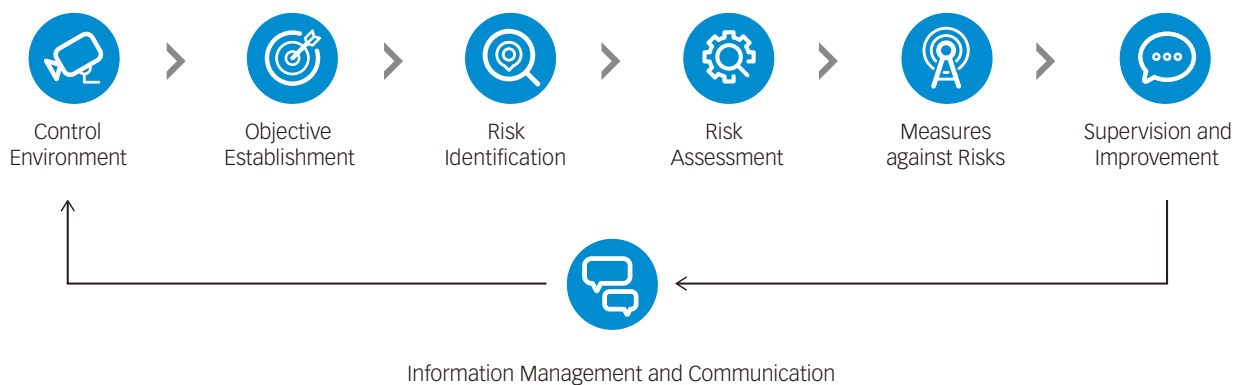 Control
Environment
Objective
Establishment
Risk
Identification
Risk
Assessment
Measures
against Risks
Supervision and
Improvement
Information Management and Communication